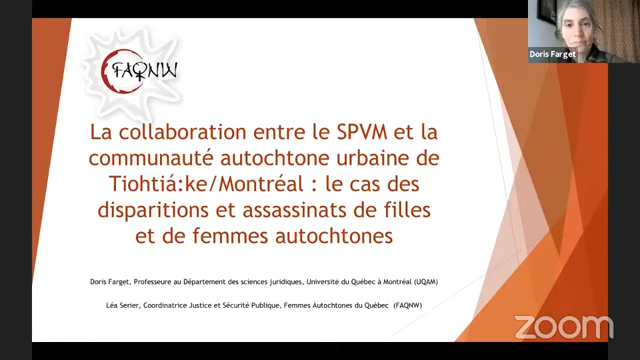 Doris Farget
FAQNW
La collaboration entre le SPVM et la
communauté autochtone urbaine de
Tiohtiá:ke/Montréal : le cas des
disparitions et assassinats de filles
et de femmes autochtones
Doris Farget, Professeure au Département des sciences juridiques, Université du Québec à Montréal (UQAM)
Léa Serier, Coordinatrice Justice et Sécurité Publique, Femmes Autochtones du Québec (FAQNW)
zoom